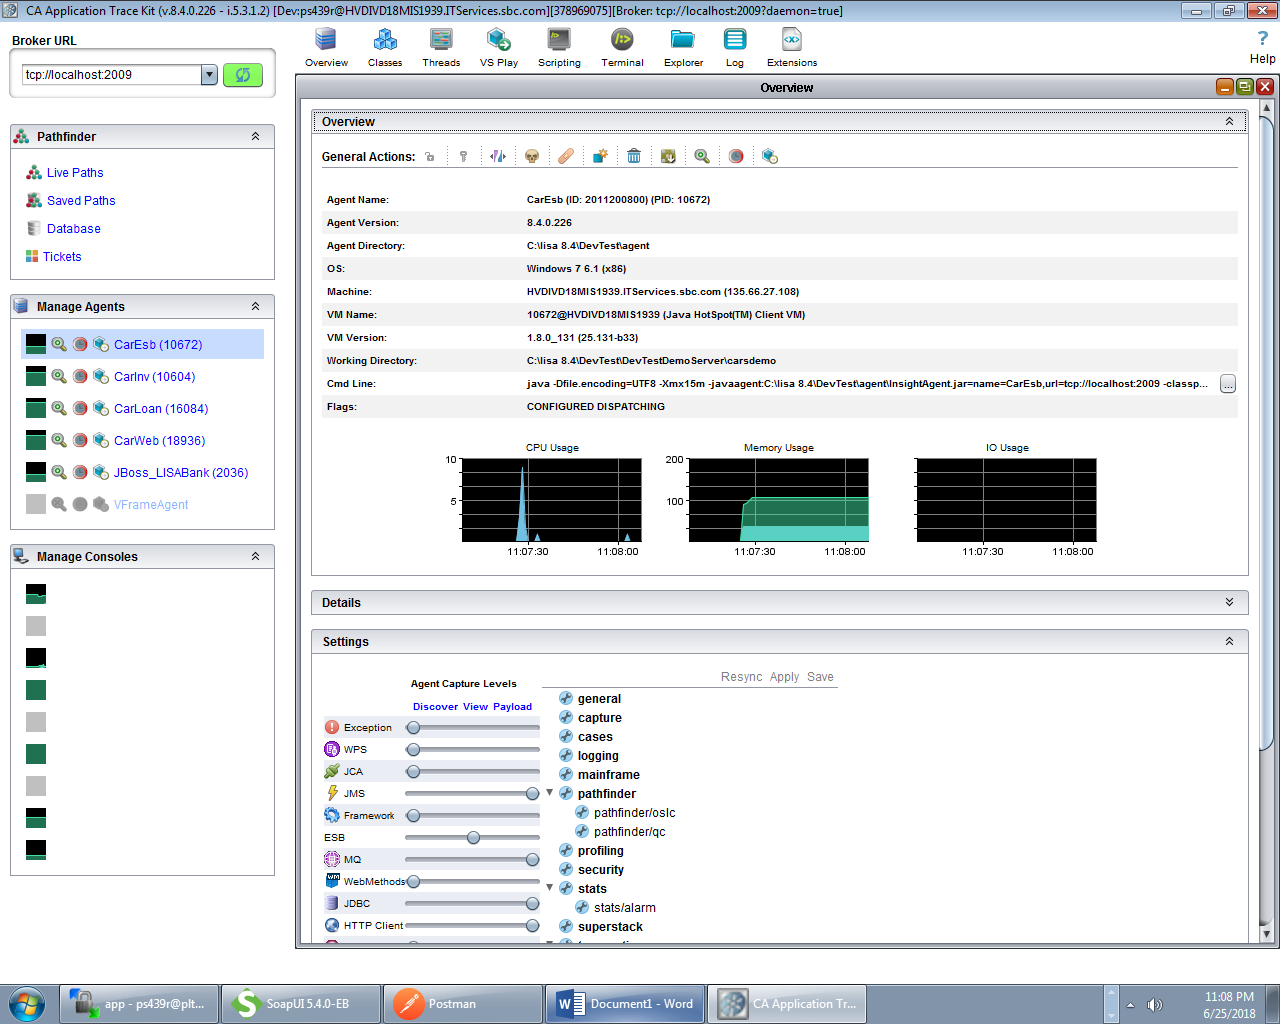 CA Application Trace Kit (v.8.4.0.226 - i.5.3.1.2) [Dev:ps439r@HVDIVD18MIS1939.ITServices.sbc.com][378969075][Broker: tcp://localhost:2009?daemon=true]
Broker URL
tcp://localhost:2009
Overview Classes Threads VS Play Scripting Terminal Explorer Log Extensions
Help
Pathfinder
Live Paths
Saved Paths
Database
Tickets
Manage Agents
CarEsb (10672)
CarInv (10604)
CarLoan (16084)
CarWeb (18936)
JBoss_LISABank (2036)
VFrameAgent
Manage Consoles
Overview
Overview
General Actions:
Agent Name: CarEsb (ID: 2011200800) (PID: 10672)
Agent Version: 8.4.0.226
Agent Directory: C:\lisa 8.4\DevTest\agent
OS: Windows 7 6.1 (x86)
Machine: HVDIVD18MIS1939.ITServices.sbc.com (135.66.27.108)
VM Name: 10672@HVDIVD18MIS1939 (Java HotSpot(TM) Client VM)
VM Version: 1.8.0_131 (25.131-b33)
Working Directory: C:\lisa 8.4\DevTest\DevTestDemoServer\carsdemo
Cmd Line: java -Dfile.encoding=UTF8 -Xmx15m -javaagent:C:\lisa 8.4\DevTest\agent\InsightAgent.jar=name=CarEsb,url=tcp://localhost:2009 -classp... ...
Flags: CONFIGURED DISPATCHING
CPU Usage Memory Usage IO Usage
10 200
5 100
11:07:30 11:08:00 11:07:30 11:08:00 11:07:30 11:08:00
Details
Settings
Agent Capture Levels
Discover View Payload
Exception
WPS
JCA
JMS
Framework
ESB
MQ
WebMethods
JDBC
HTTP Client
Resync Apply Save
general
capture
cases
logging
mainframe
pathfinder
pathfinder/oslc
pathfinder/qc
profiling
security
stats
stats/alarm
superstack
app - ps439r@plt...
SoapUI 5.4.0-EB
Postman
Document1 - Word
CA Application Tr...
11:08 PM
6/25/2018